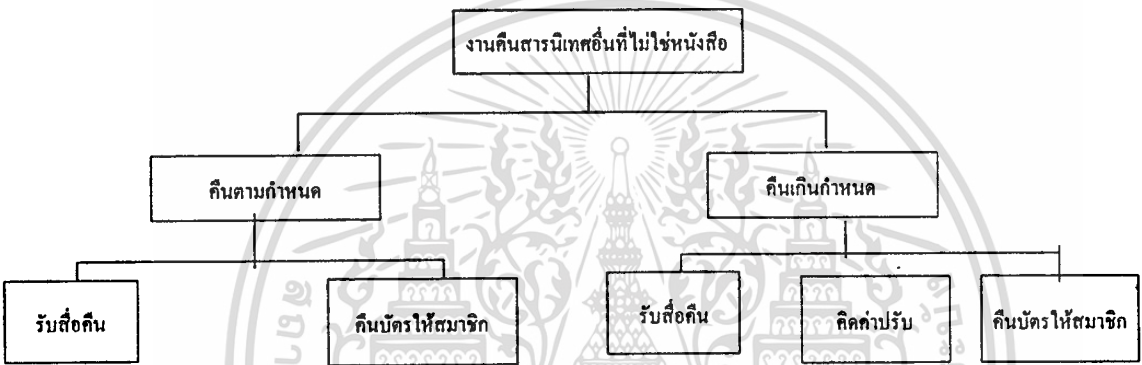 งานคืนสารนิเทศอื่นที่ไม่ใช่หนังสือ
คืนตามกำหนด
คืนเกินกำหนด
รับสื่อคืน
คืนบัตรให้สมาชิก
รับสื่อคืน
คิดค่าปรับ
คืนบัตรให้สมาชิก